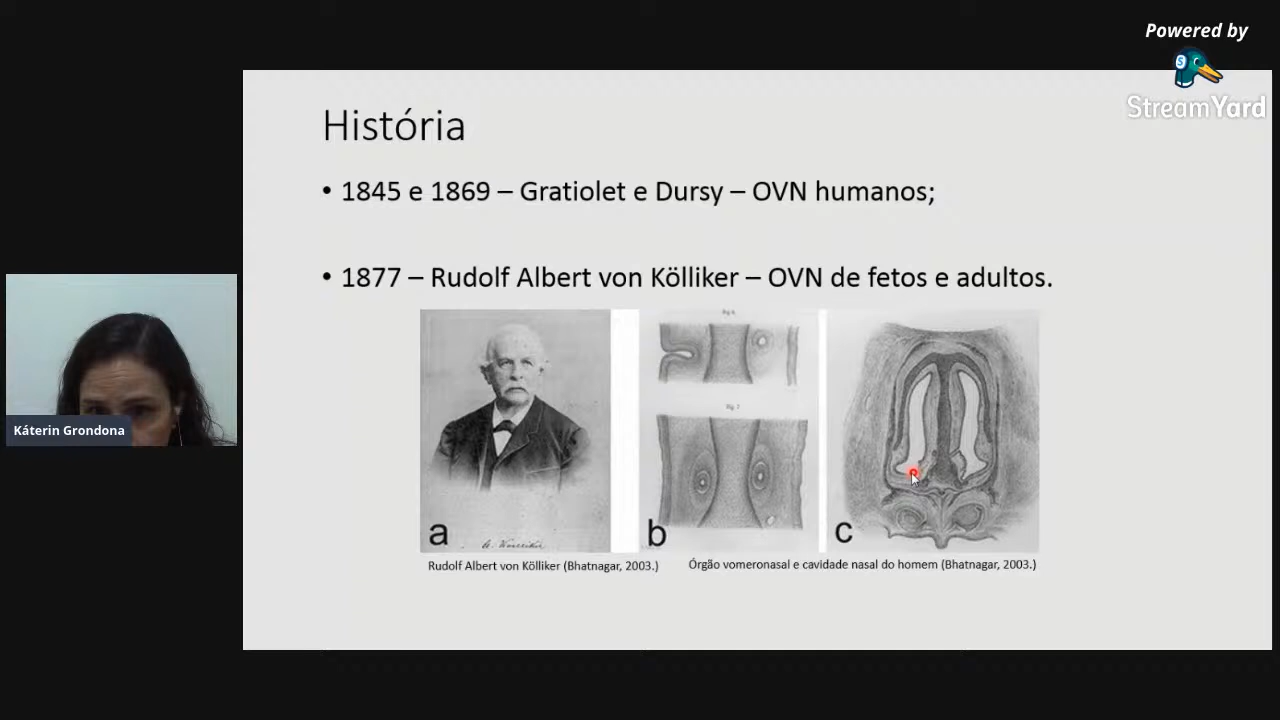 Powered by
StreamYard
História
• 1845 e 1869 – Gratiolet e Dursy – OVN humanos;
• 1877 – Rudolf Albert von Kölliker – OVN de fetos e adultos.
Káterin Grondona
a
b
c
Rudolf Albert von Kölliker (Bhatnagar, 2003.)
Órgão vomeronasal e cavidade nasal do homem (Bhatnagar, 2003.)